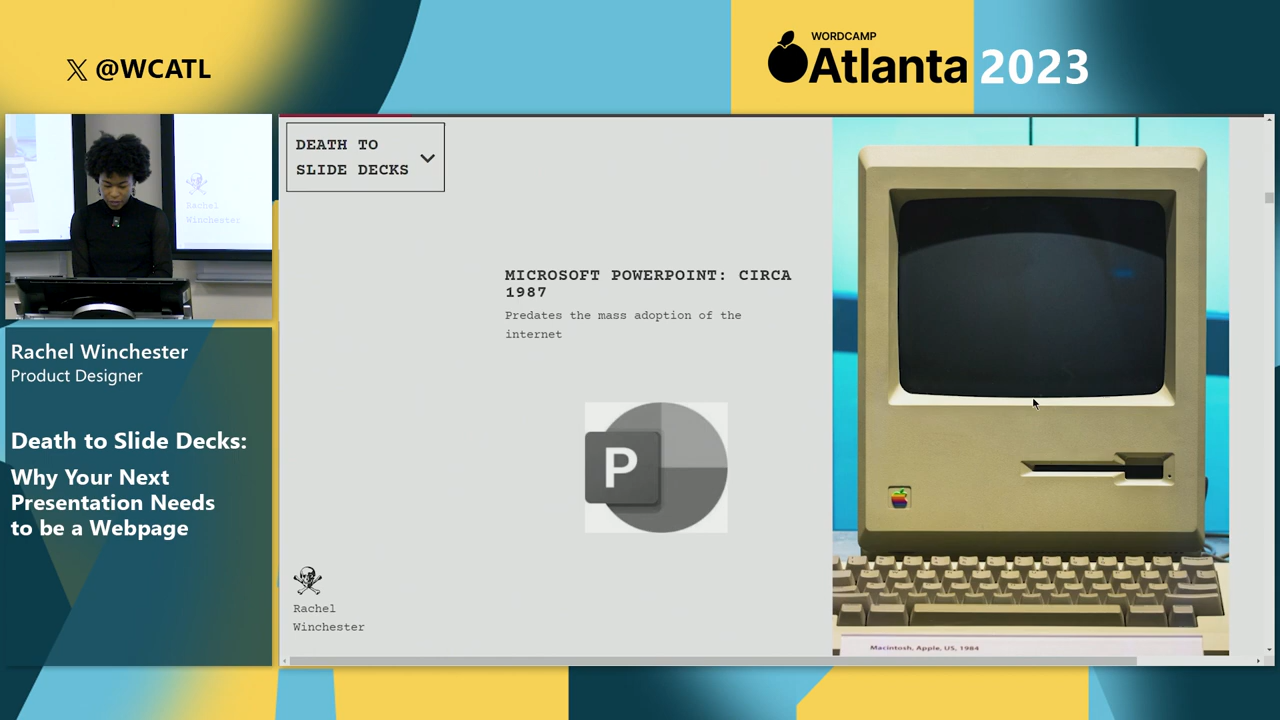 𝕏 @WCATL
WORDCAMP
Atlanta 2023
DEATH TO
SLIDE DECKS
MICROSOFT POWERPOINT: CIRCA
1987
Predates the mass adoption of the
internet
P
Rachel
Winchester
Macintosh, Apple, US, 1984
Rachel
Winchester
Rachel Winchester
Product Designer
Death to Slide Decks:
Why Your Next
Presentation Needs
to be a Webpage